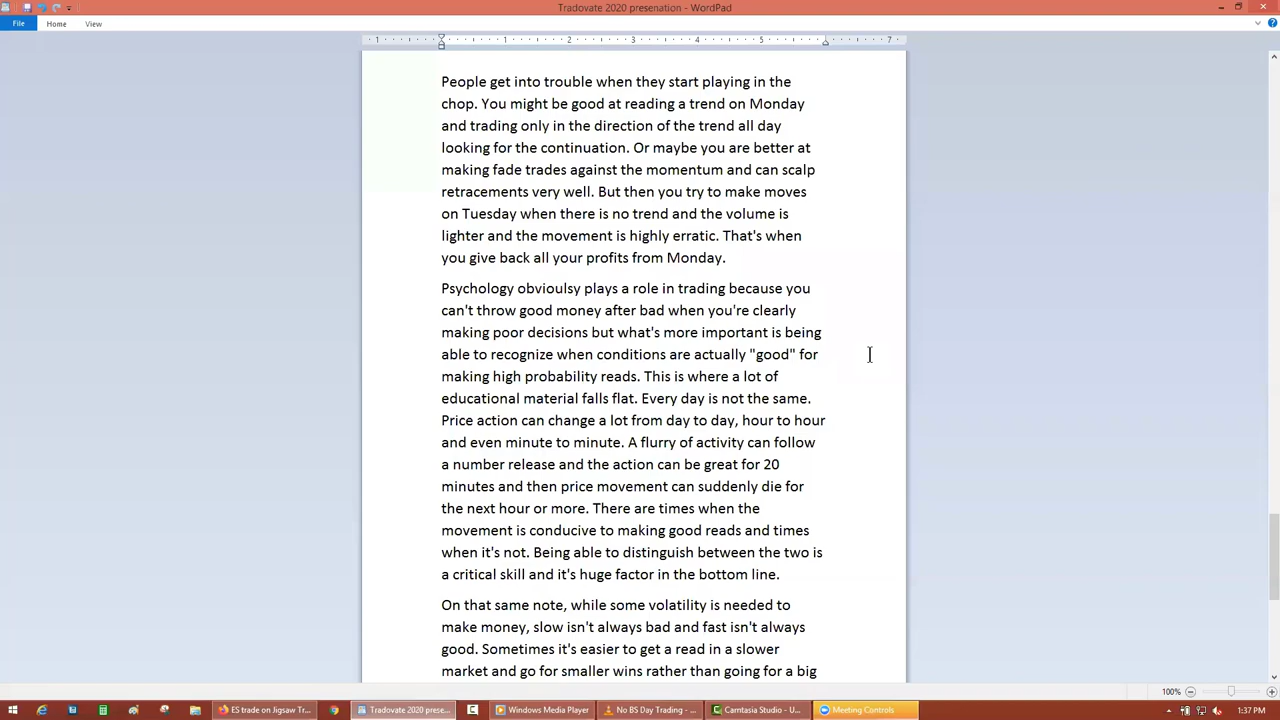 Tradovate 2020 presenation - WordPad
File Home View
1 1 2 3 4 5 7
People get into trouble when they start playing in the
chop. You might be good at reading a trend on Monday
and trading only in the direction of the trend all day
looking for the continuation. Or maybe you are better at
making fade trades against the momentum and can scalp
retracements very well. But then you try to make moves
on Tuesday when there is no trend and the volume is
lighter and the movement is highly erratic. That's when
you give back all your profits from Monday.
Psychology obvioulsy plays a role in trading because you
can't throw good money after bad when you're clearly
making poor decisions but what's more important is being
able to recognize when conditions are actually "good" for
making high probability reads. This is where a lot of
educational material falls flat. Every day is not the same.
Price action can change a lot from day to day, hour to hour
and even minute to minute. A flurry of activity can follow
a number release and the action can be great for 20
minutes and then price movement can suddenly die for
the next hour or more. There are times when the
movement is conducive to making good reads and times
when it's not. Being able to distinguish between the two is
a critical skill and it's huge factor in the bottom line.
On that same note, while some volatility is needed to
make money, slow isn't always bad and fast isn't always
good. Sometimes it's easier to get a read in a slower
market and go for smaller wins rather than going for a big
100%
ES trade on Jigsaw Tr... Tradovate 2020 prese... Windows Media Player No BS Day Trading - ... Camtasia Studio - U... Meeting Controls 1:37 PM